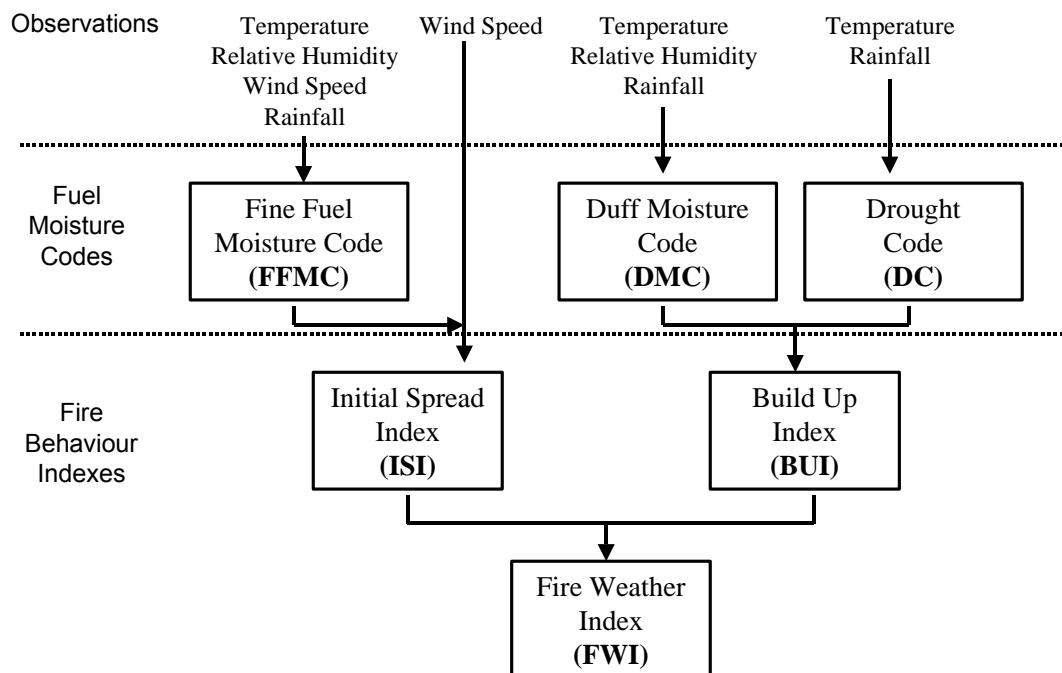 Observations
Temperature
Relative Humidity
Wind Speed
Rainfall
Wind Speed
Temperature
Relative Humidity
Rainfall
Temperature
Rainfall
Fuel
Moisture
Codes
Fine Fuel
Moisture Code
(FFMC)
Duff Moisture
Code
(DMC)
Drought
Code
(DC)
Fire
Behaviour
Indexes
Initial Spread
Index
(ISI)
Build Up
Index
(BUI)
Fire Weather
Index
(FWI)